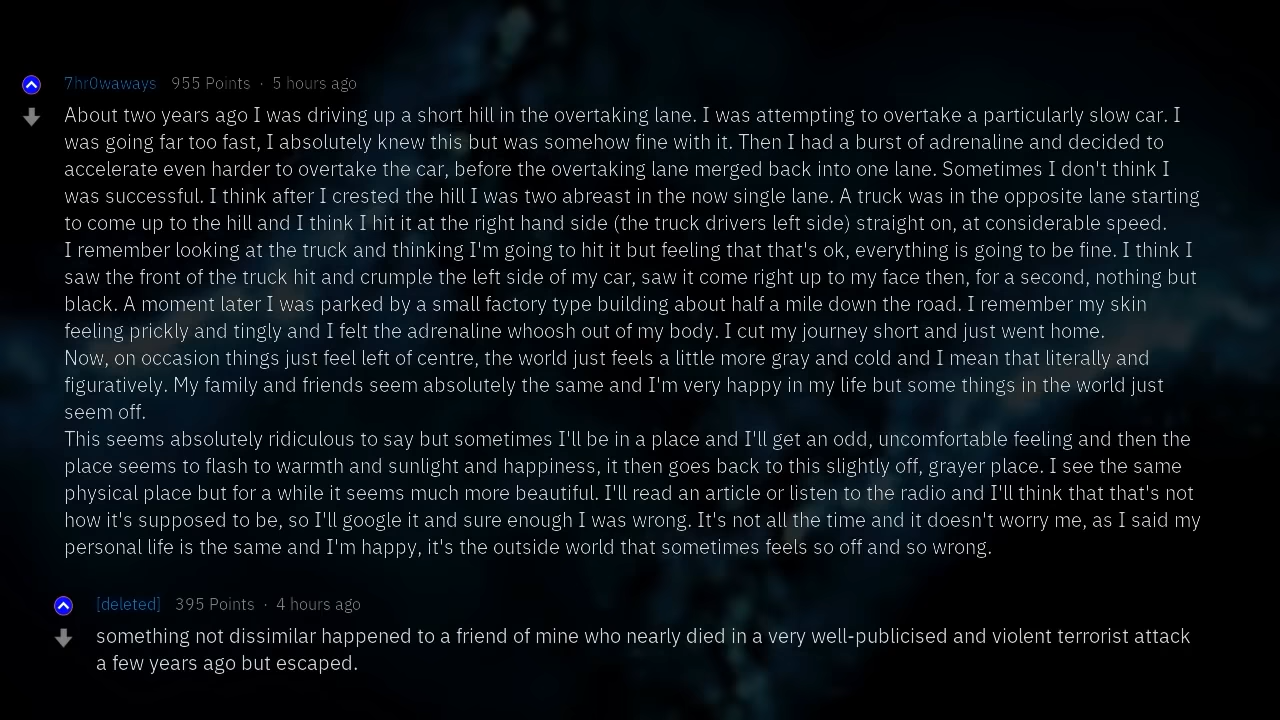 7hr0waways 955 Points · 5 hours ago
About two years ago I was driving up a short hill in the overtaking lane. I was attempting to overtake a particularly slow car. I
was going far too fast, I absolutely knew this but was somehow fine with it. Then I had a burst of adrenaline and decided to
accelerate even harder to overtake the car, before the overtaking lane merged back into one lane. Sometimes I don't think I
was successful. I think after I crested the hill I was two abreast in the now single lane. A truck was in the opposite lane starting
to come up to the hill and I think I hit it at the right hand side (the truck drivers left side) straight on, at considerable speed.
I remember looking at the truck and thinking I'm going to hit it but feeling that that's ok, everything is going to be fine. I think I
saw the front of the truck hit and crumple the left side of my car, saw it come right up to my face then, for a second, nothing but
black. A moment later I was parked by a small factory type building about half a mile down the road. I remember my skin
feeling prickly and tingly and I felt the adrenaline whoosh out of my body. I cut my journey short and just went home.
Now, on occasion things just feel left of centre, the world just feels a little more gray and cold and I mean that literally and
figuratively. My family and friends seem absolutely the same and I'm very happy in my life but some things in the world just
seem off.
This seems absolutely ridiculous to say but sometimes I'll be in a place and I'll get an odd, uncomfortable feeling and then the
place seems to flash to warmth and sunlight and happiness, it then goes back to this slightly off, grayer place. I see the same
physical place but for a while it seems much more beautiful. I'll read an article or listen to the radio and I'll think that that's not
how it's supposed to be, so I'll google it and sure enough I was wrong. It's not all the time and it doesn't worry me, as I said my
personal life is the same and I'm happy, it's the outside world that sometimes feels so off and so wrong.
[deleted] 395 Points · 4 hours ago
something not dissimilar happened to a friend of mine who nearly died in a very well-publicised and violent terrorist attack
a few years ago but escaped.